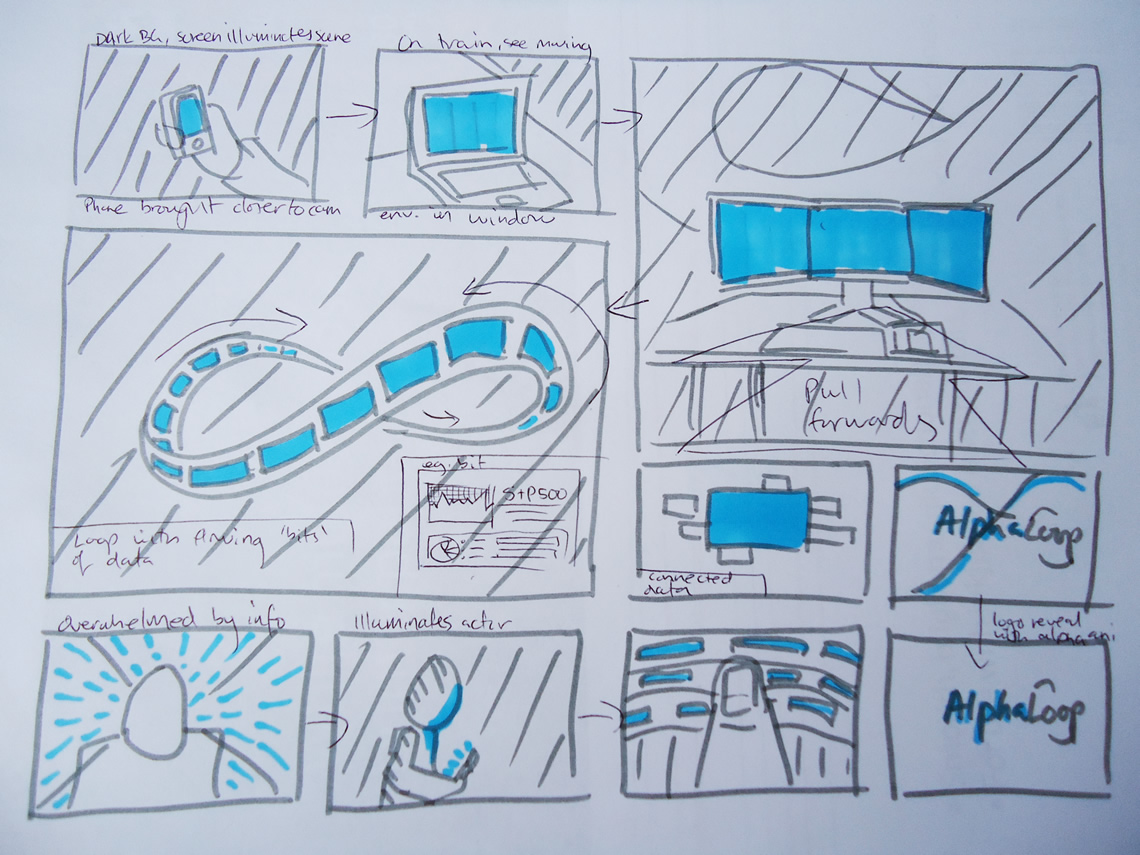 Dark BG, screen illuminates scene
On train, see moving
Phone brought closer to cam
env. in window
Pull
forwards
e.g. bit
S+P500
Loop with flowing 'bits'
of data
connected
data
AlphaLoop
logo reveal
with alpha
overwhelmed by info
illuminates actor
AlphaLoop